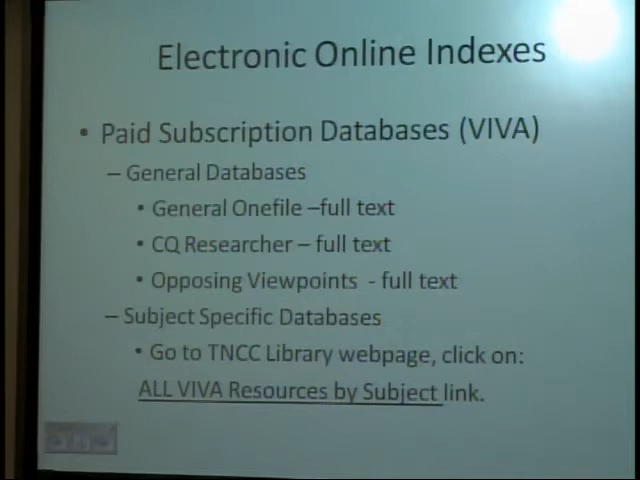 Electronic Online Indexes
• Paid Subscription Databases (VIVA)
– General Databases
• General Onefile –full text
• CQ Researcher – full text
• Opposing Viewpoints - full text
– Subject Specific Databases
• Go to TNCC Library webpage, click on:
ALL VIVA Resources by Subject link.